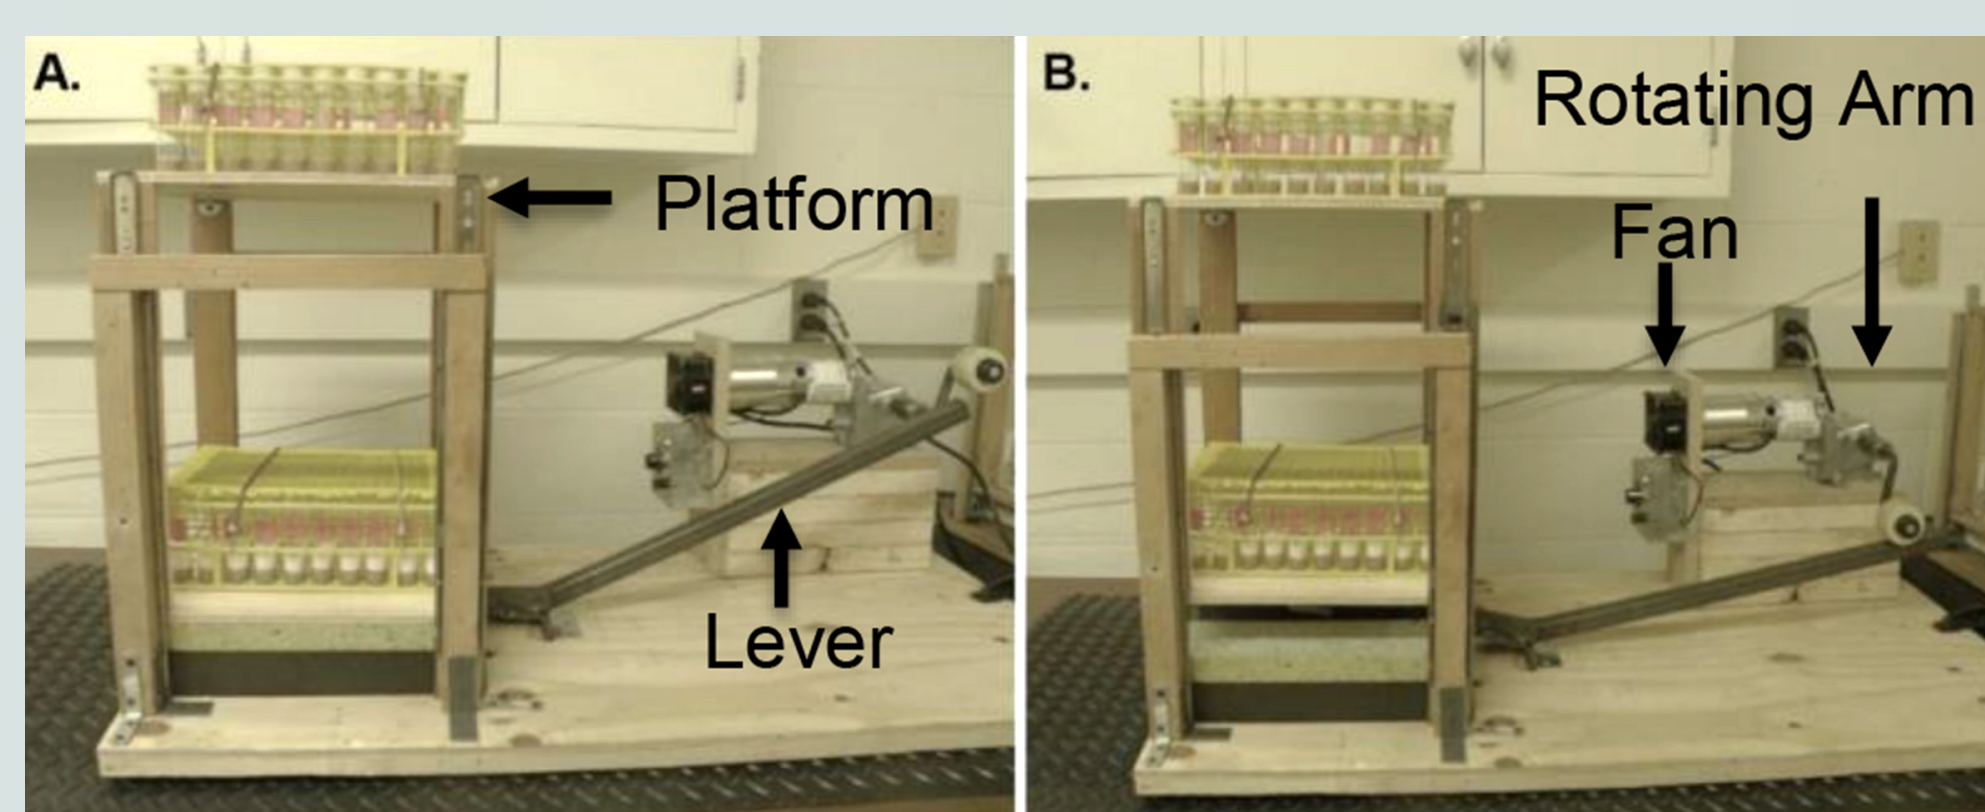 A.
Platform
Lever
B.
Rotating Arm
Fan